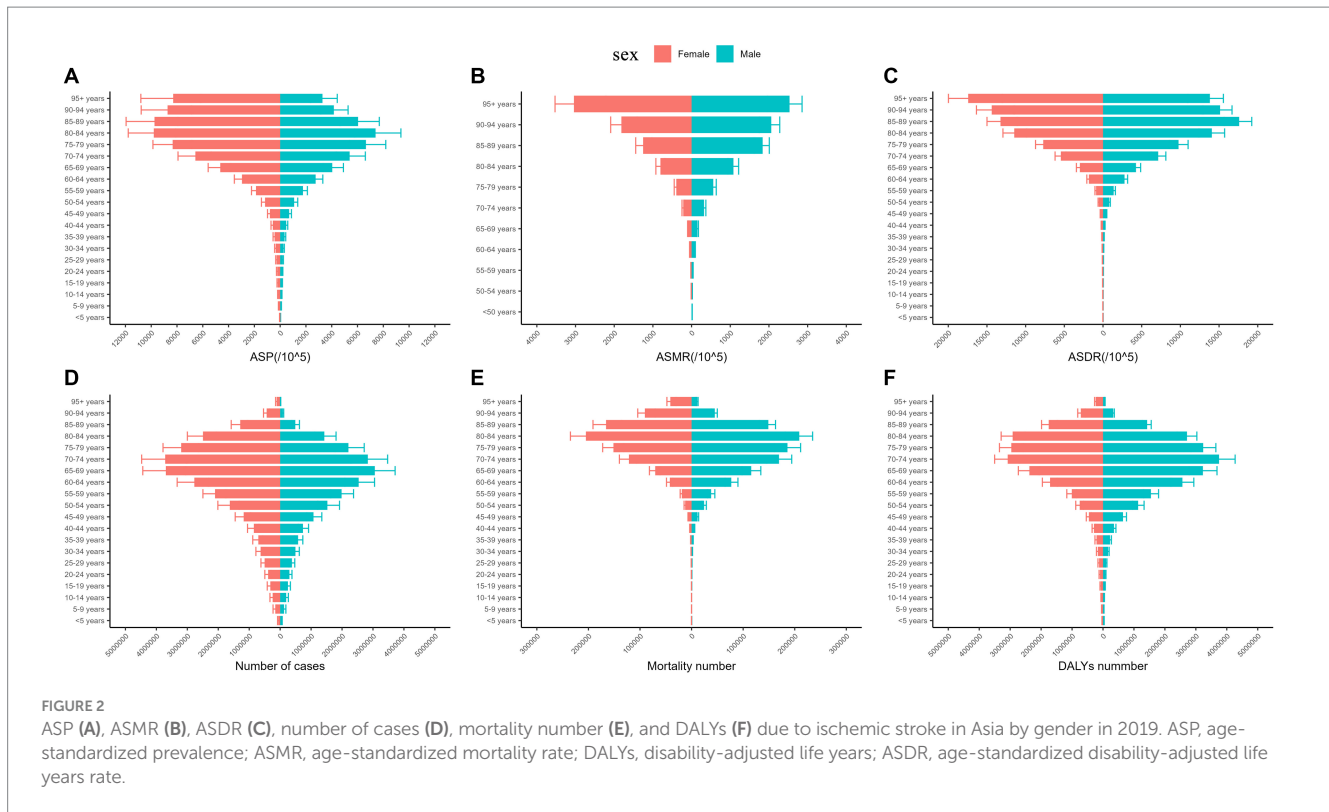 sex Female Male
A
95+ years
90-94 years
85-89 years
80-84 years
75-79 years
70-74 years
65-69 years
60-64 years
55-59 years
50-54 years
45-49 years
40-44 years
35-39 years
30-34 years
25-29 years
20-24 years
15-19 years
10-14 years
5-9 years
<5 years
12000 10000 8000 6000 4000 2000 0 2000 4000 6000 8000 10000 12000
ASP(/10^5)
B
95+ years
90-94 years
85-89 years
80-84 years
75-79 years
70-74 years
65-69 years
60-64 years
55-59 years
50-54 years
<50 years
4000 3000 2000 1000 0 1000 2000 3000 4000
ASMR(/10^5)
C
95+ years
90-94 years
85-89 years
80-84 years
75-79 years
70-74 years
65-69 years
60-64 years
55-59 years
50-54 years
45-49 years
40-44 years
35-39 years
30-34 years
25-29 years
20-24 years
15-19 years
10-14 years
5-9 years
<5 years
20000 15000 10000 5000 0 5000 10000 15000 20000
ASDR(/10^5)
D
95+ years
90-94 years
85-89 years
80-84 years
75-79 years
70-74 years
65-69 years
60-64 years
55-59 years
50-54 years
45-49 years
40-44 years
35-39 years
30-34 years
25-29 years
20-24 years
15-19 years
10-14 years
5-9 years
<5 years
5000000 4000000 3000000 2000000 1000000 0 1000000 2000000 3000000 4000000 5000000
Number of cases
E
95+ years
90-94 years
85-89 years
80-84 years
75-79 years
70-74 years
65-69 years
60-64 years
55-59 years
50-54 years
45-49 years
40-44 years
35-39 years
30-34 years
25-29 years
20-24 years
15-19 years
10-14 years
5-9 years
<5 years
300000 200000 100000 0 100000 200000 300000
Mortality number
F
95+ years
90-94 years
85-89 years
80-84 years
75-79 years
70-74 years
65-69 years
60-64 years
55-59 years
50-54 years
45-49 years
40-44 years
35-39 years
30-34 years
25-29 years
20-24 years
15-19 years
10-14 years
5-9 years
<5 years
5000000 4000000 3000000 2000000 1000000 0 1000000 2000000 3000000 4000000 5000000
DALYs nummber
FIGURE 2
ASP (A), ASMR (B), ASDR (C), number of cases (D), mortality number (E), and DALYs (F) due to ischemic stroke in Asia by gender in 2019. ASP, age-
standardized prevalence; ASMR, age-standardized mortality rate; DALYs, disability-adjusted life years; ASDR, age-standardized disability-adjusted life
years rate.